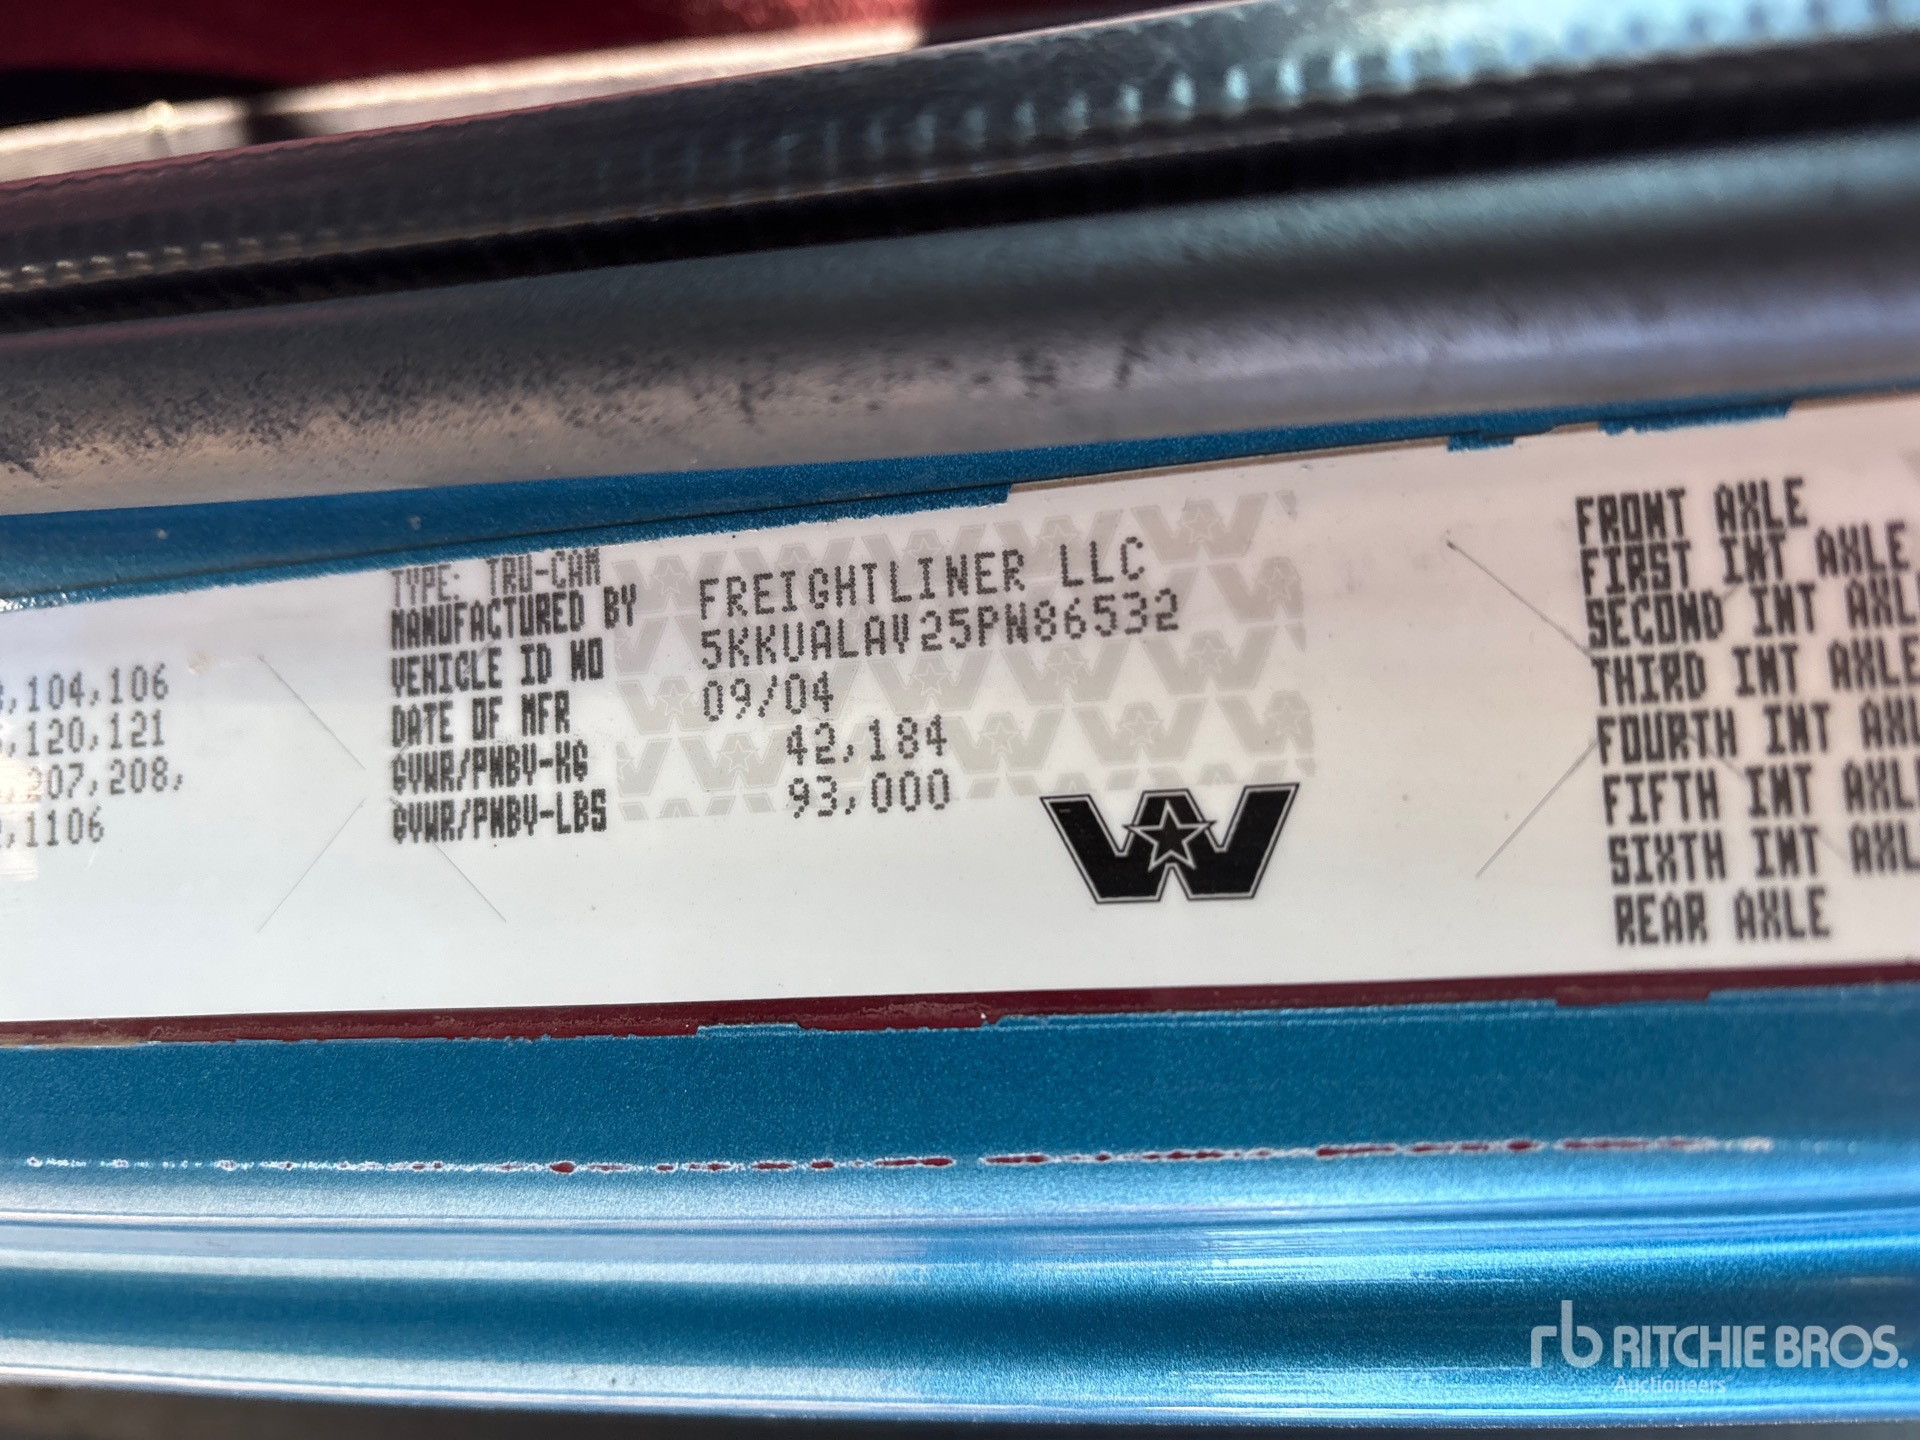 ,104,106
,120,121
,207,208,
,1106
TYPE: TRU-CAM
MANUFACTURED BY FREIGHTLINER LLC
VEHICLE ID NO 5KKUALAV25PN86532
DATE OF MFR 09/04
GVWR/PNBV-KG 42,184
GVWR/PNBV-LBS 93,000
FRONT AXLE
FIRST INT AXLE
SECOND INT AXL
THIRD INT AXLE
FOURTH INT AXL
FIFTH INT AXL
SIXTH INT AXL
REAR AXLE
rb RITCHIE BROS.
Auctioneers